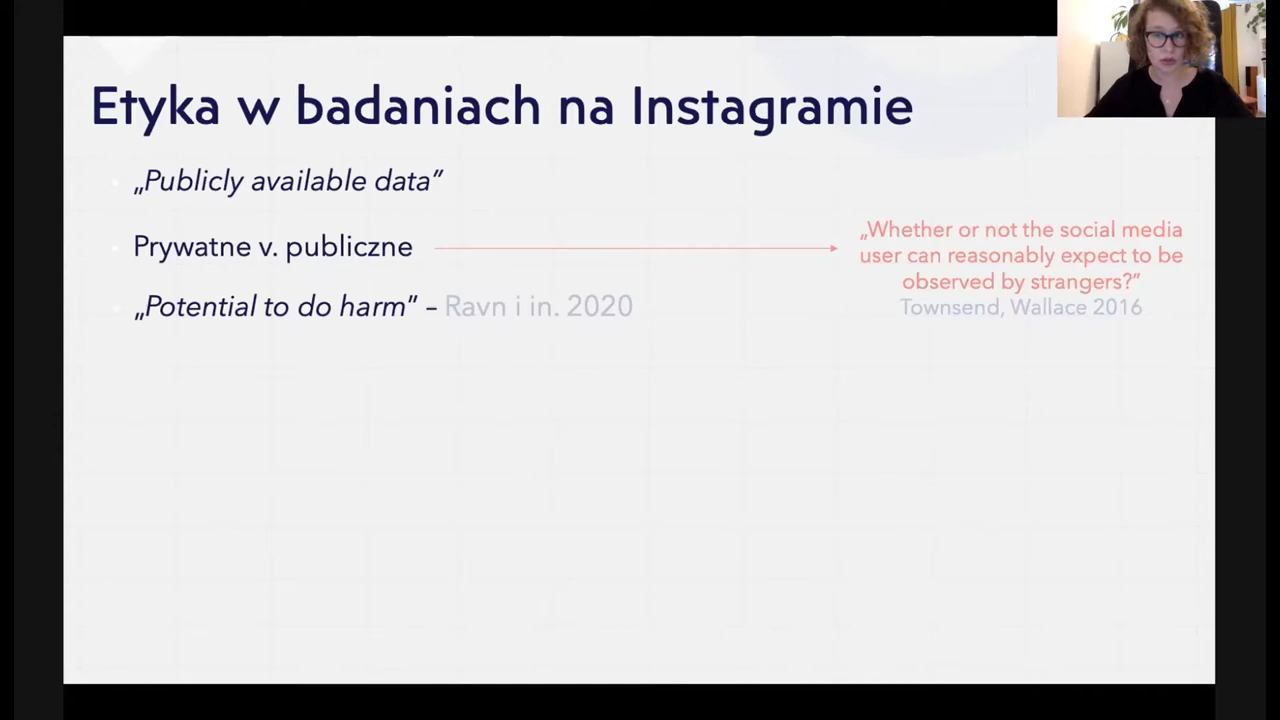 Etyka w badaniach na Instagramie
„Publicly available data”
Prywatne v. publiczne
„Whether or not the social media
user can reasonably expect to be
observed by strangers?”
Townsend, Wallace 2016
„Potential to do harm” – Ravn i in. 2020